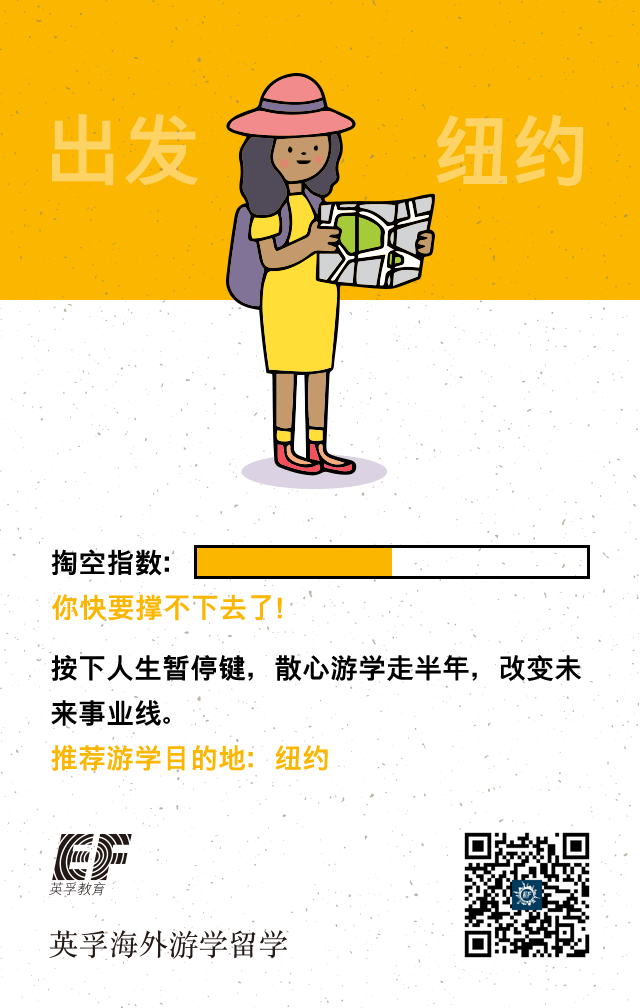 出发 纽约
掏空指数:
你快要撑不下去了!
按下人生暂停键，散心游学走半年，改变未
来事业线。
推荐游学目的地: 纽约
EF
英孚教育
英孚海外游学留学